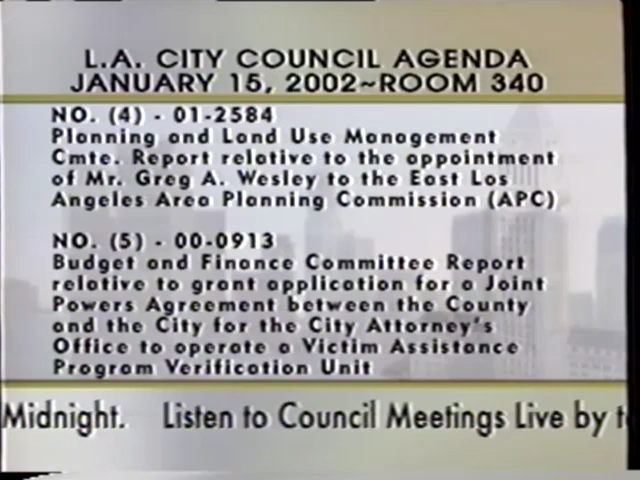 L.A. CITY COUNCIL AGENDA
JANUARY 15, 2002~ROOM 340
NO. (4) - 01-2584
Planning and Land Use Management
Cmte. Report relative to the appointment
of Mr. Greg A. Wesley to the East Los
Angeles Area Planning Commission (APC)
NO. (5) - 00-0913
Budget and Finance Committee Report
relative to grant application for a Joint
Powers Agreement between the County
and the City for the City Attorney's
Office to operate a Victim Assistance
Program Verification Unit
Midnight. Listen to Council Meetings Live by